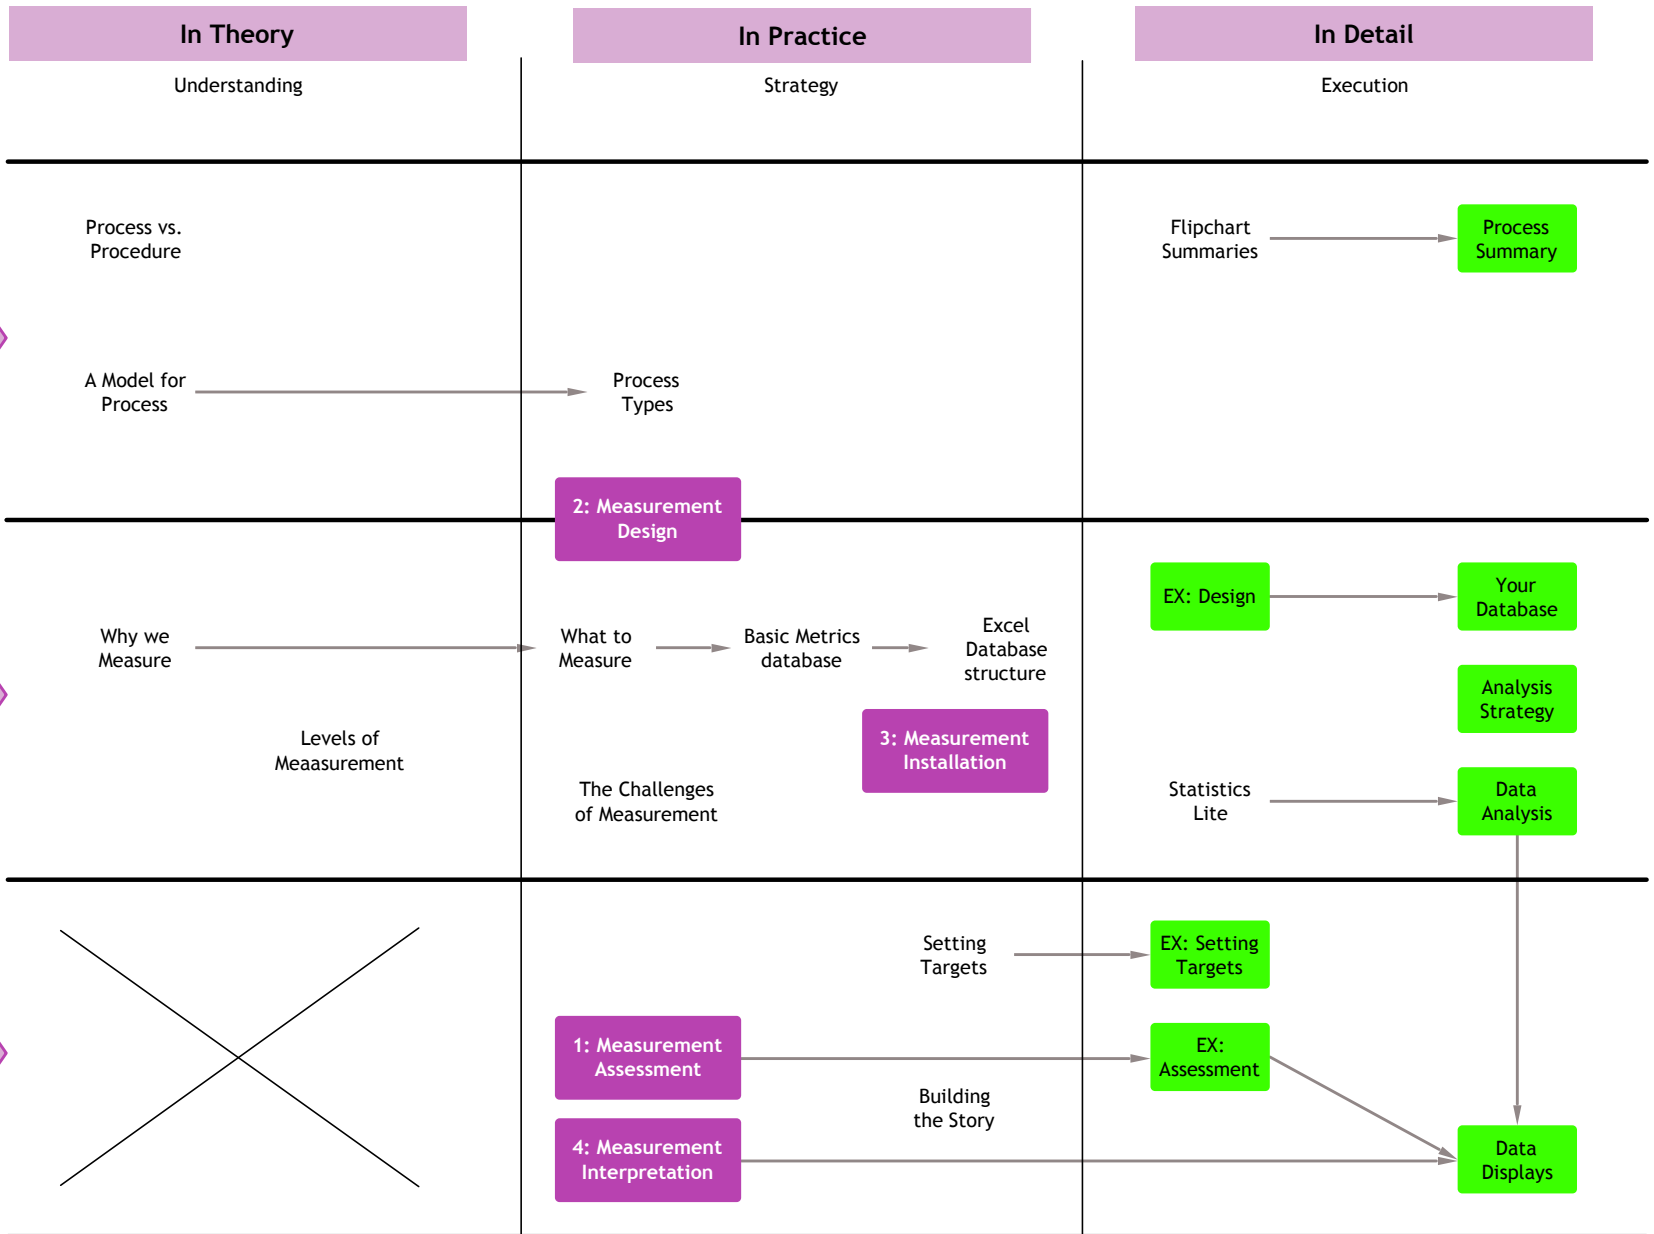 In Theory
In Practice
In Detail
Understanding
Strategy
Execution
Process vs.
Procedure
Flipchart
Summaries
Process
Summary
A Model for
Process
Process
Types
2: Measurement
Design
EX: Design
Your
Database
Why we
Measure
What to
Measure
Basic Metrics
database
Excel
Database
structure
Analysis
Strategy
Levels of
Meaasurement
3: Measurement
Installation
The Challenges
of Measurement
Statistics
Lite
Data
Analysis
Setting
Targets
EX: Setting
Targets
1: Measurement
Assessment
EX:
Assessment
Building
the Story
4: Measurement
Interpretation
Data
Displays